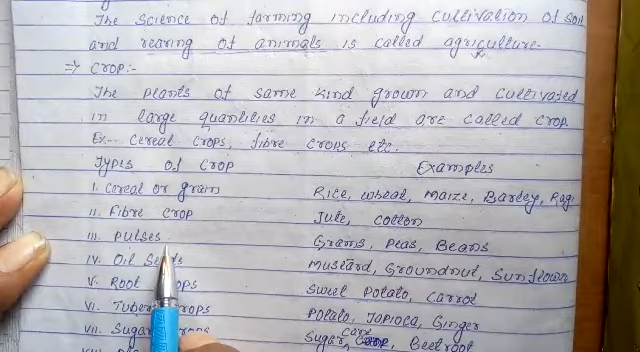 The Science of farming including cultivation of soil
and rearing of animals is called agriculture.
⇒ Crop:-
The plants of same kind grown and cultivated
in large quantities in a field are called crop.
Ex.- Cereal crops, fibre crops etc.
Types of Crop Examples
i. Cereal or grain Rice, Wheat, Maize, Barley, Ragi
ii. Fibre Crop Jute, Cotton
iii. Pulses Grams, Peas, Beans
iv. Oil Seeds Mustard, Groundnut, Sunflower
v. Root Crops Sweet Potato, Carrot
vi. Tuber Crops Potato, Tapioca, Ginger
vii. Sugar Crops Sugar Cane, Beetroot